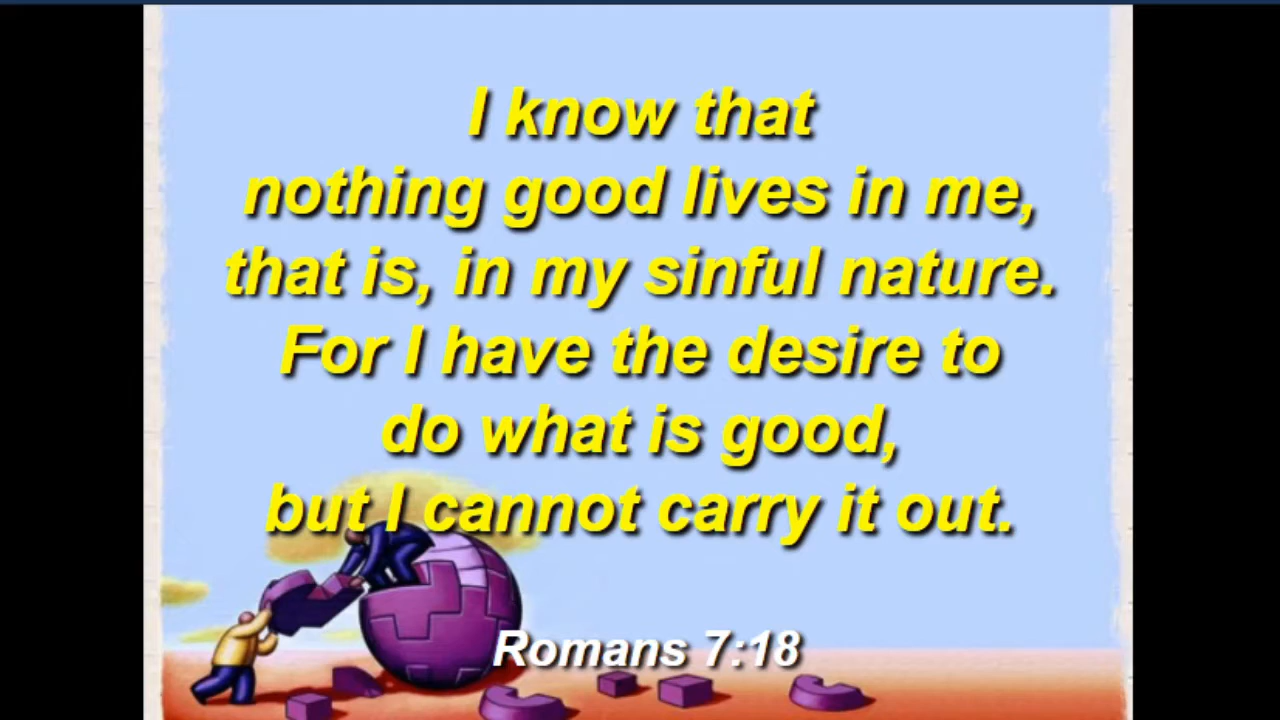 I know that
nothing good lives in me,
that is, in my sinful nature.
For I have the desire to
do what is good,
but I cannot carry it out.
Romans 7:18